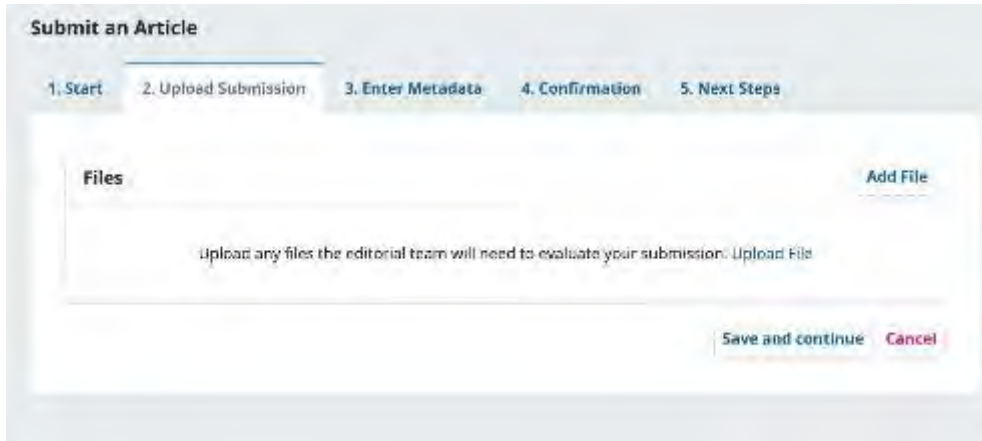 Submit an Article
1. Start 2. Upload Submission 3. Enter Metadata 4. Confirmation 5. Next Steps
Files Add File
Upload any files the editorial team will need to evaluate your submission. Upload File
Save and continue Cancel